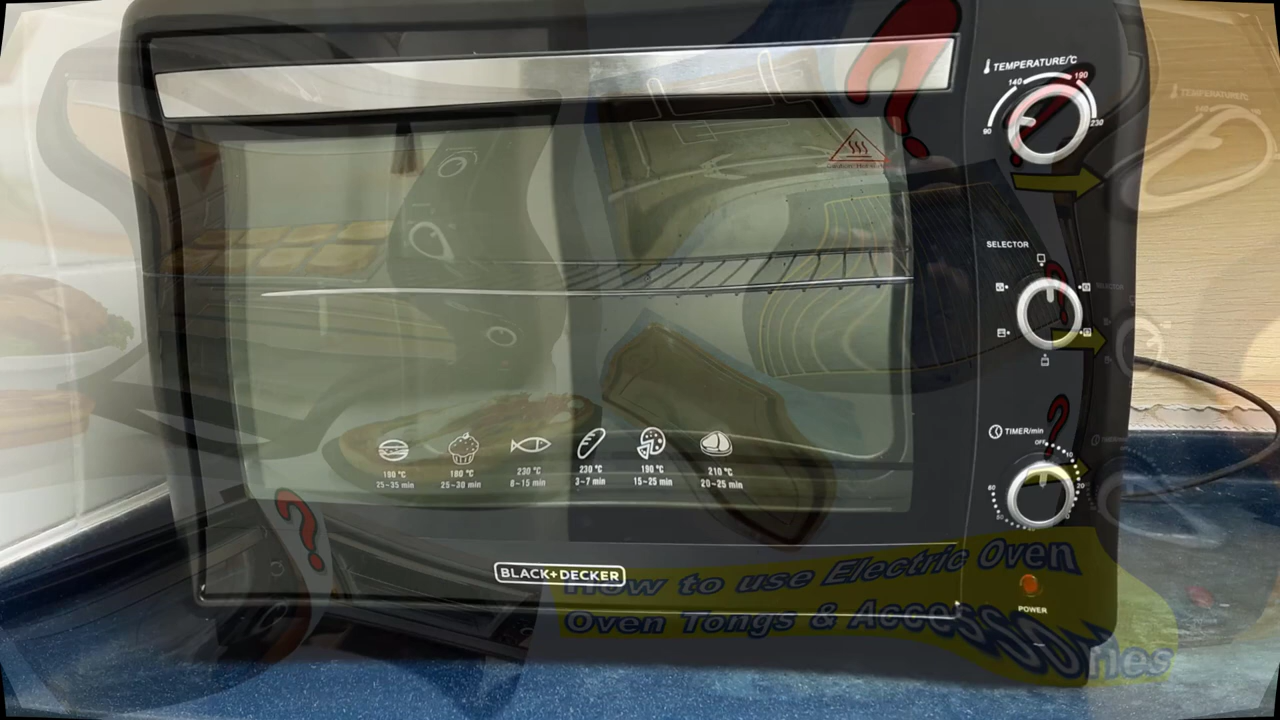 TEMPERATURE/°C
140
190
90
230
SELECTOR
TIMER/min
OFF
10
20
60
190 °C
25~35 min
180 °C
25~30 min
230 °C
8~15 min
230 °C
3~7 min
190 °C
15~25 min
210 °C
20~25 min
BLACK+DECKER
How to use Electric Oven
Oven Tongs & Accessories
POWER
? ? ? ?